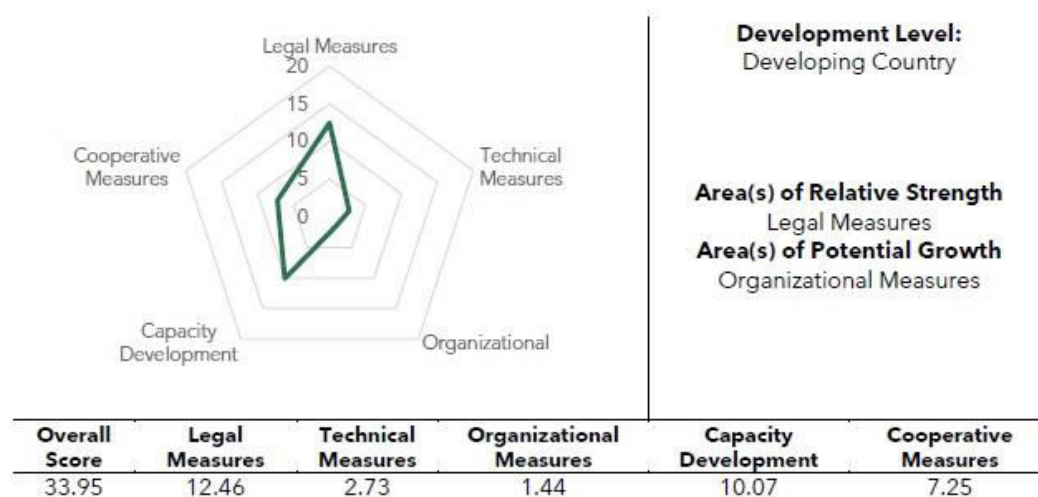 Legal Measures
20
15
10
5
0
Technical
Measures
Organizational
Capacity
Development
Cooperative
Measures
Development Level:
Developing Country
Area(s) of Relative Strength
Legal Measures
Area(s) of Potential Growth
Organizational Measures
Overall Score Legal Measures Technical Measures Organizational Measures Capacity Development Cooperative Measures
33.95 12.46 2.73 1.44 10.07 7.25